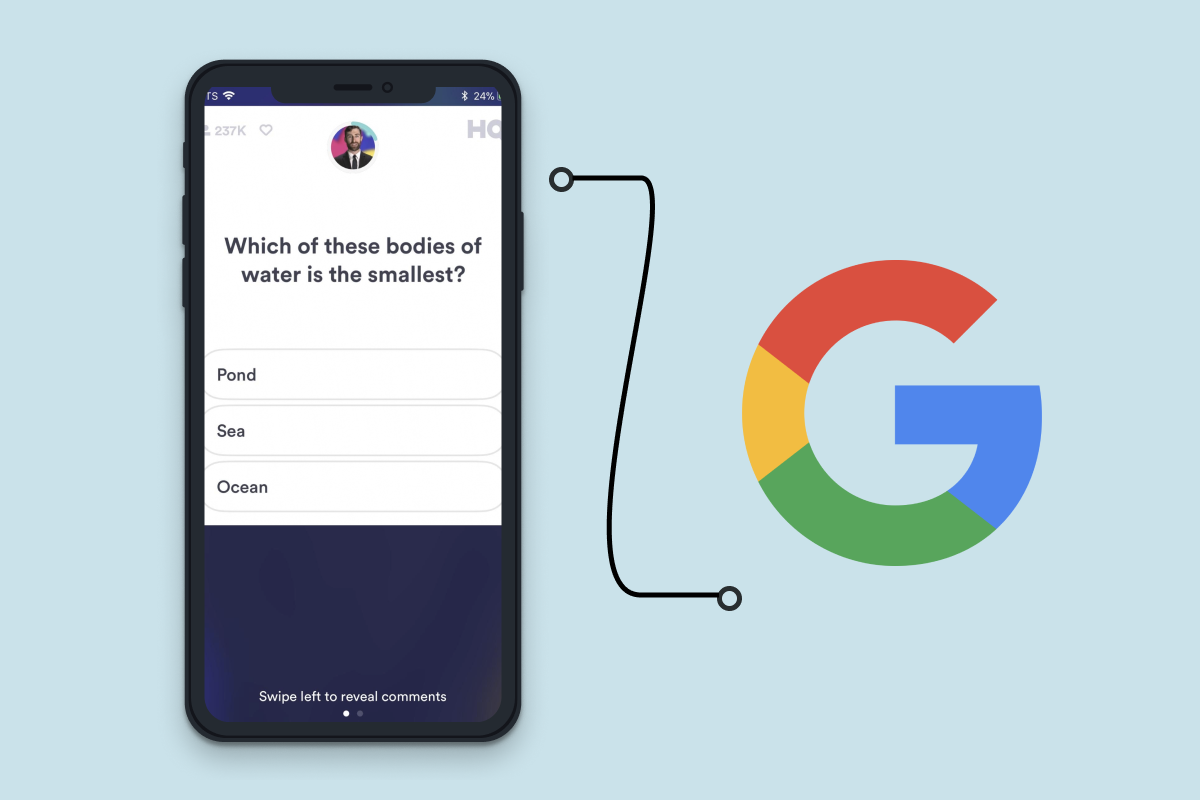 TS 24%
237K HQ
Which of these bodies of
water is the smallest?
Pond
Sea
Ocean
Swipe left to reveal comments